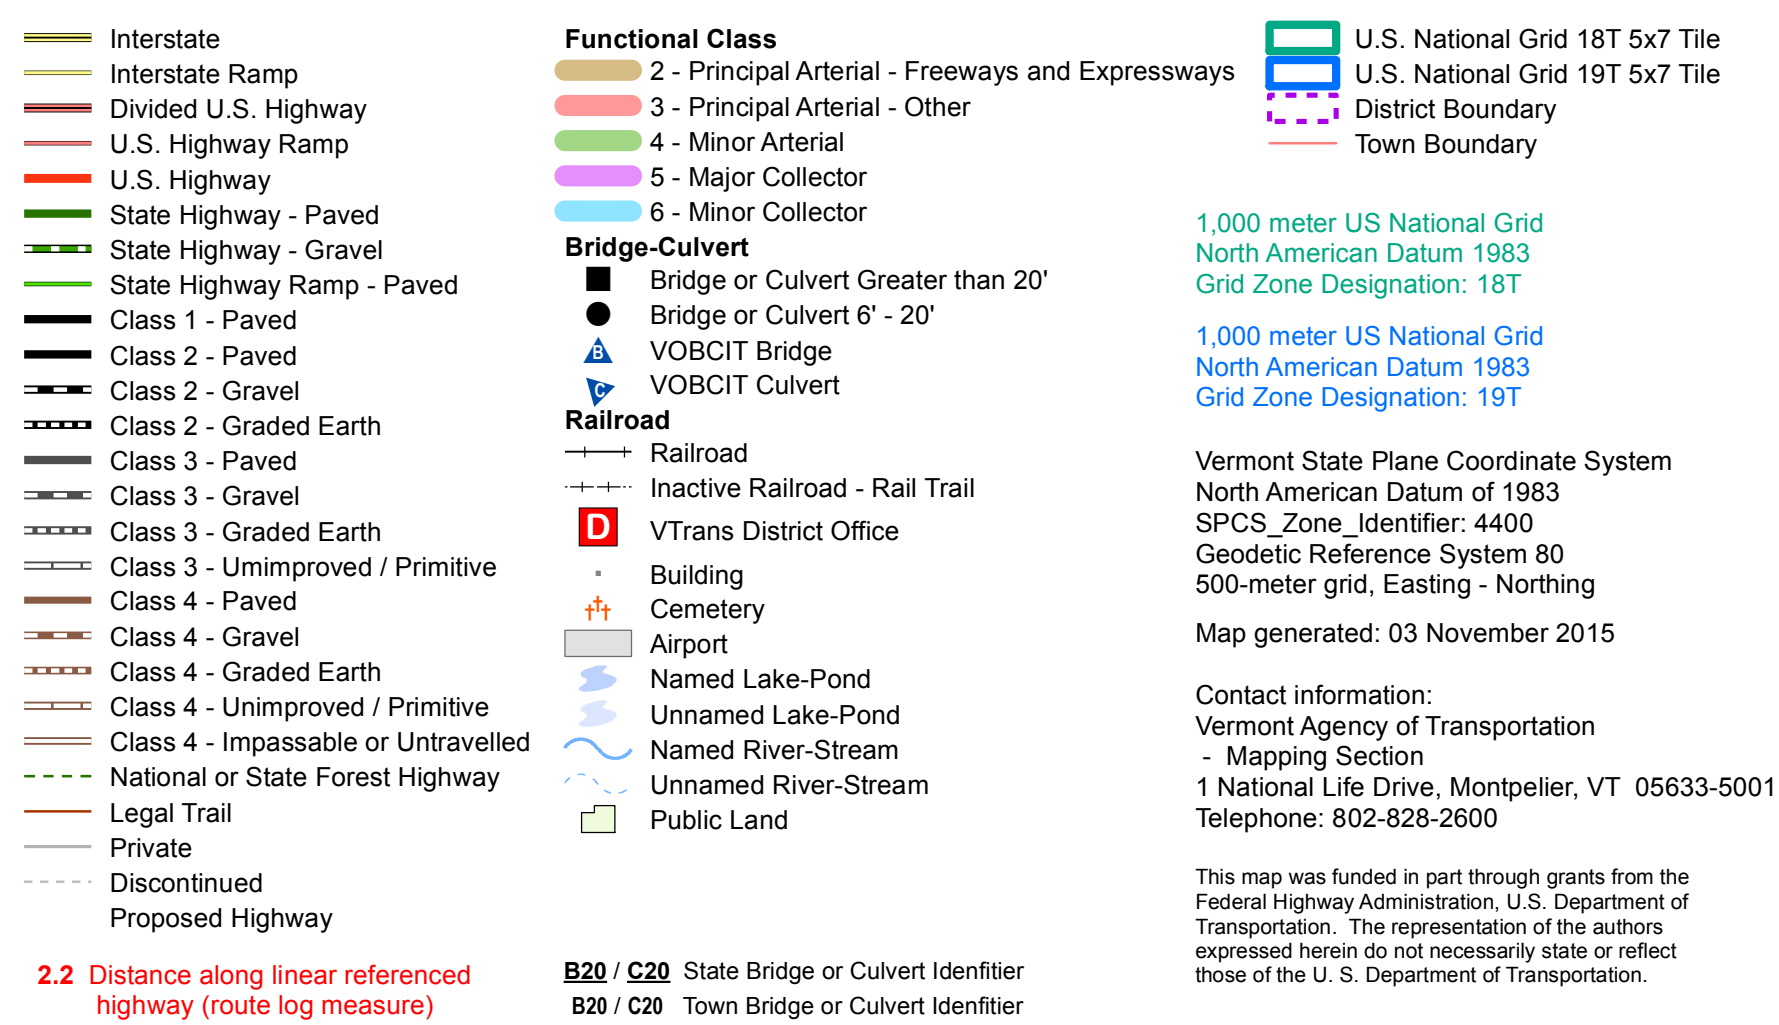 Interstate
Interstate Ramp
Divided U.S. Highway
U.S. Highway Ramp
U.S. Highway
State Highway - Paved
State Highway - Gravel
State Highway Ramp - Paved
Class 1 - Paved
Class 2 - Paved
Class 2 - Gravel
Class 2 - Graded Earth
Class 3 - Paved
Class 3 - Gravel
Class 3 - Graded Earth
Class 3 - Umimproved / Primitive
Class 4 - Paved
Class 4 - Gravel
Class 4 - Graded Earth
Class 4 - Unimproved / Primitive
Class 4 - Impassable or Untravelled
National or State Forest Highway
Legal Trail
Private
Discontinued
Proposed Highway
2.2 Distance along linear referenced
highway (route log measure)
Functional Class
2 - Principal Arterial - Freeways and Expressways
3 - Principal Arterial - Other
4 - Minor Arterial
5 - Major Collector
6 - Minor Collector
Bridge-Culvert
Bridge or Culvert Greater than 20'
Bridge or Culvert 6' - 20'
B VOBCIT Bridge
C VOBCIT Culvert
Railroad
Railroad
Inactive Railroad - Rail Trail
D VTrans District Office
Building
Cemetery
Airport
Named Lake-Pond
Unnamed Lake-Pond
Named River-Stream
Unnamed River-Stream
Public Land
B20 / C20 State Bridge or Culvert Idenfitier
B20 / C20 Town Bridge or Culvert Idenfitier
U.S. National Grid 18T 5x7 Tile
U.S. National Grid 19T 5x7 Tile
District Boundary
Town Boundary
1,000 meter US National Grid
North American Datum 1983
Grid Zone Designation: 18T
1,000 meter US National Grid
North American Datum 1983
Grid Zone Designation: 19T
Vermont State Plane Coordinate System
North American Datum of 1983
SPCS_Zone_Identifier: 4400
Geodetic Reference System 80
500-meter grid, Easting - Northing
Map generated: 03 November 2015
Contact information:
Vermont Agency of Transportation
- Mapping Section
1 National Life Drive, Montpelier, VT 05633-5001
Telephone: 802-828-2600
This map was funded in part through grants from the
Federal Highway Administration, U.S. Department of
Transportation. The representation of the authors
expressed herein do not necessarily state or reflect
those of the U. S. Department of Transportation.